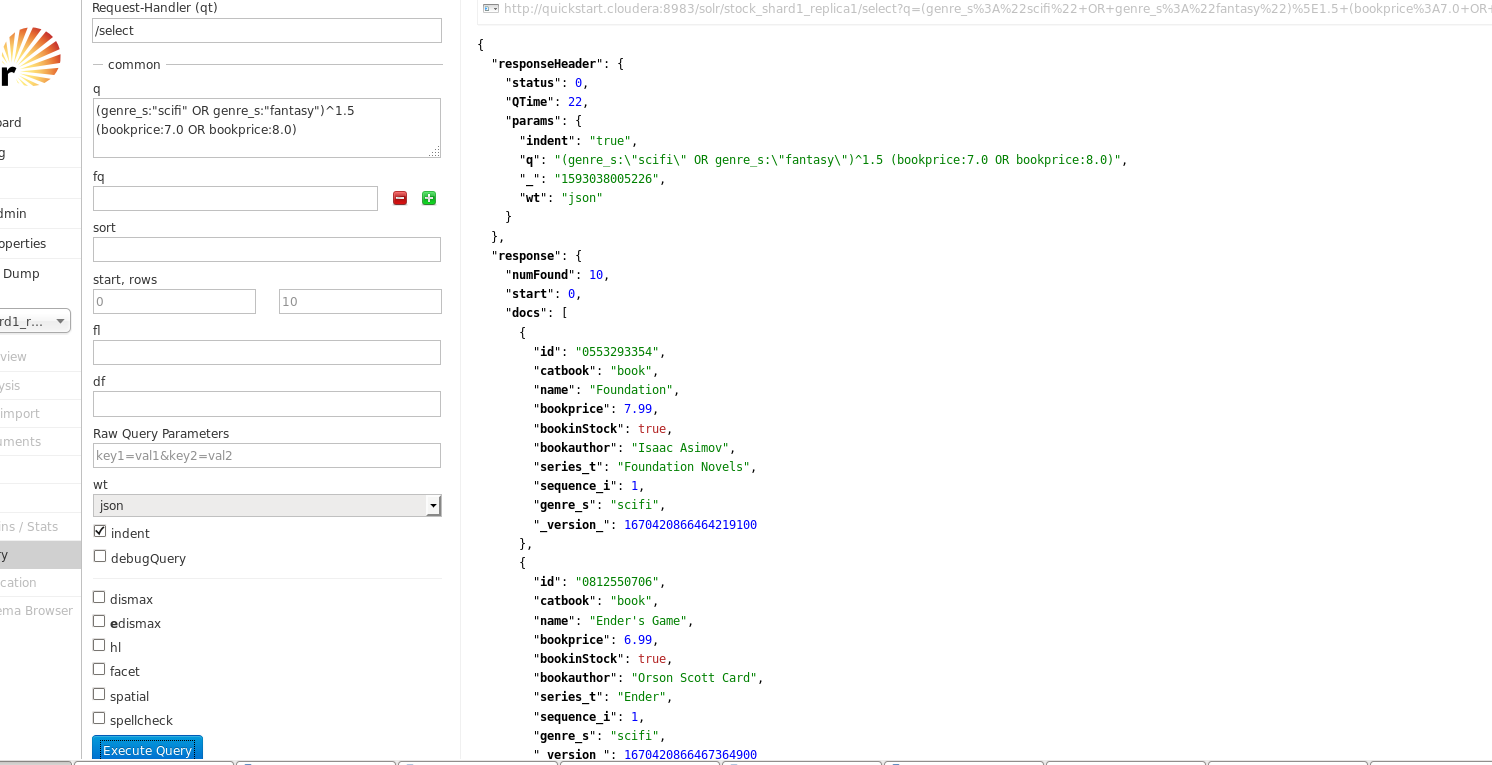 Request-Handler (qt)
/select
common
q
(genre_s:"scifi" OR genre_s:"fantasy")^1.5
(bookprice:7.0 OR bookprice:8.0)
fq
sort
start, rows
0 10
fl
df
Raw Query Parameters
key1=val1&key2=val2
wt
json
indent
debugQuery
dismax
edismax
hl
facet
spatial
spellcheck
Execute Query
r
ard
g
dmin
operties
Dump
rd1_r...
view
ysis
import
uments
ins / Stats
ry
cation
ema Browser
http://quickstart.cloudera:8983/solr/stock_shard1_replica1/select?q=(genre_s%3A%22scifi%22+OR+genre_s%3A%22fantasy%22)%5E1.5+(bookprice%3A7.0+OR+
{
"responseHeader": {
"status": 0,
"QTime": 22,
"params": {
"indent": "true",
"q": "(genre_s:\"scifi\" OR genre_s:\"fantasy\")^1.5 (bookprice:7.0 OR bookprice:8.0)",
"_": "1593038005226",
"wt": "json"
}
},
"response": {
"numFound": 10,
"start": 0,
"docs": [
{
"id": "0553293354",
"catbook": "book",
"name": "Foundation",
"bookprice": 7.99,
"bookinStock": true,
"bookauthor": "Isaac Asimov",
"series_t": "Foundation Novels",
"sequence_i": 1,
"genre_s": "scifi",
"_version_": 1670420866464219100
},
{
"id": "0812550706",
"catbook": "book",
"name": "Ender's Game",
"bookprice": 6.99,
"bookinStock": true,
"bookauthor": "Orson Scott Card",
"series_t": "Ender",
"sequence_i": 1,
"genre_s": "scifi",
"_version_": 1670420866467364900